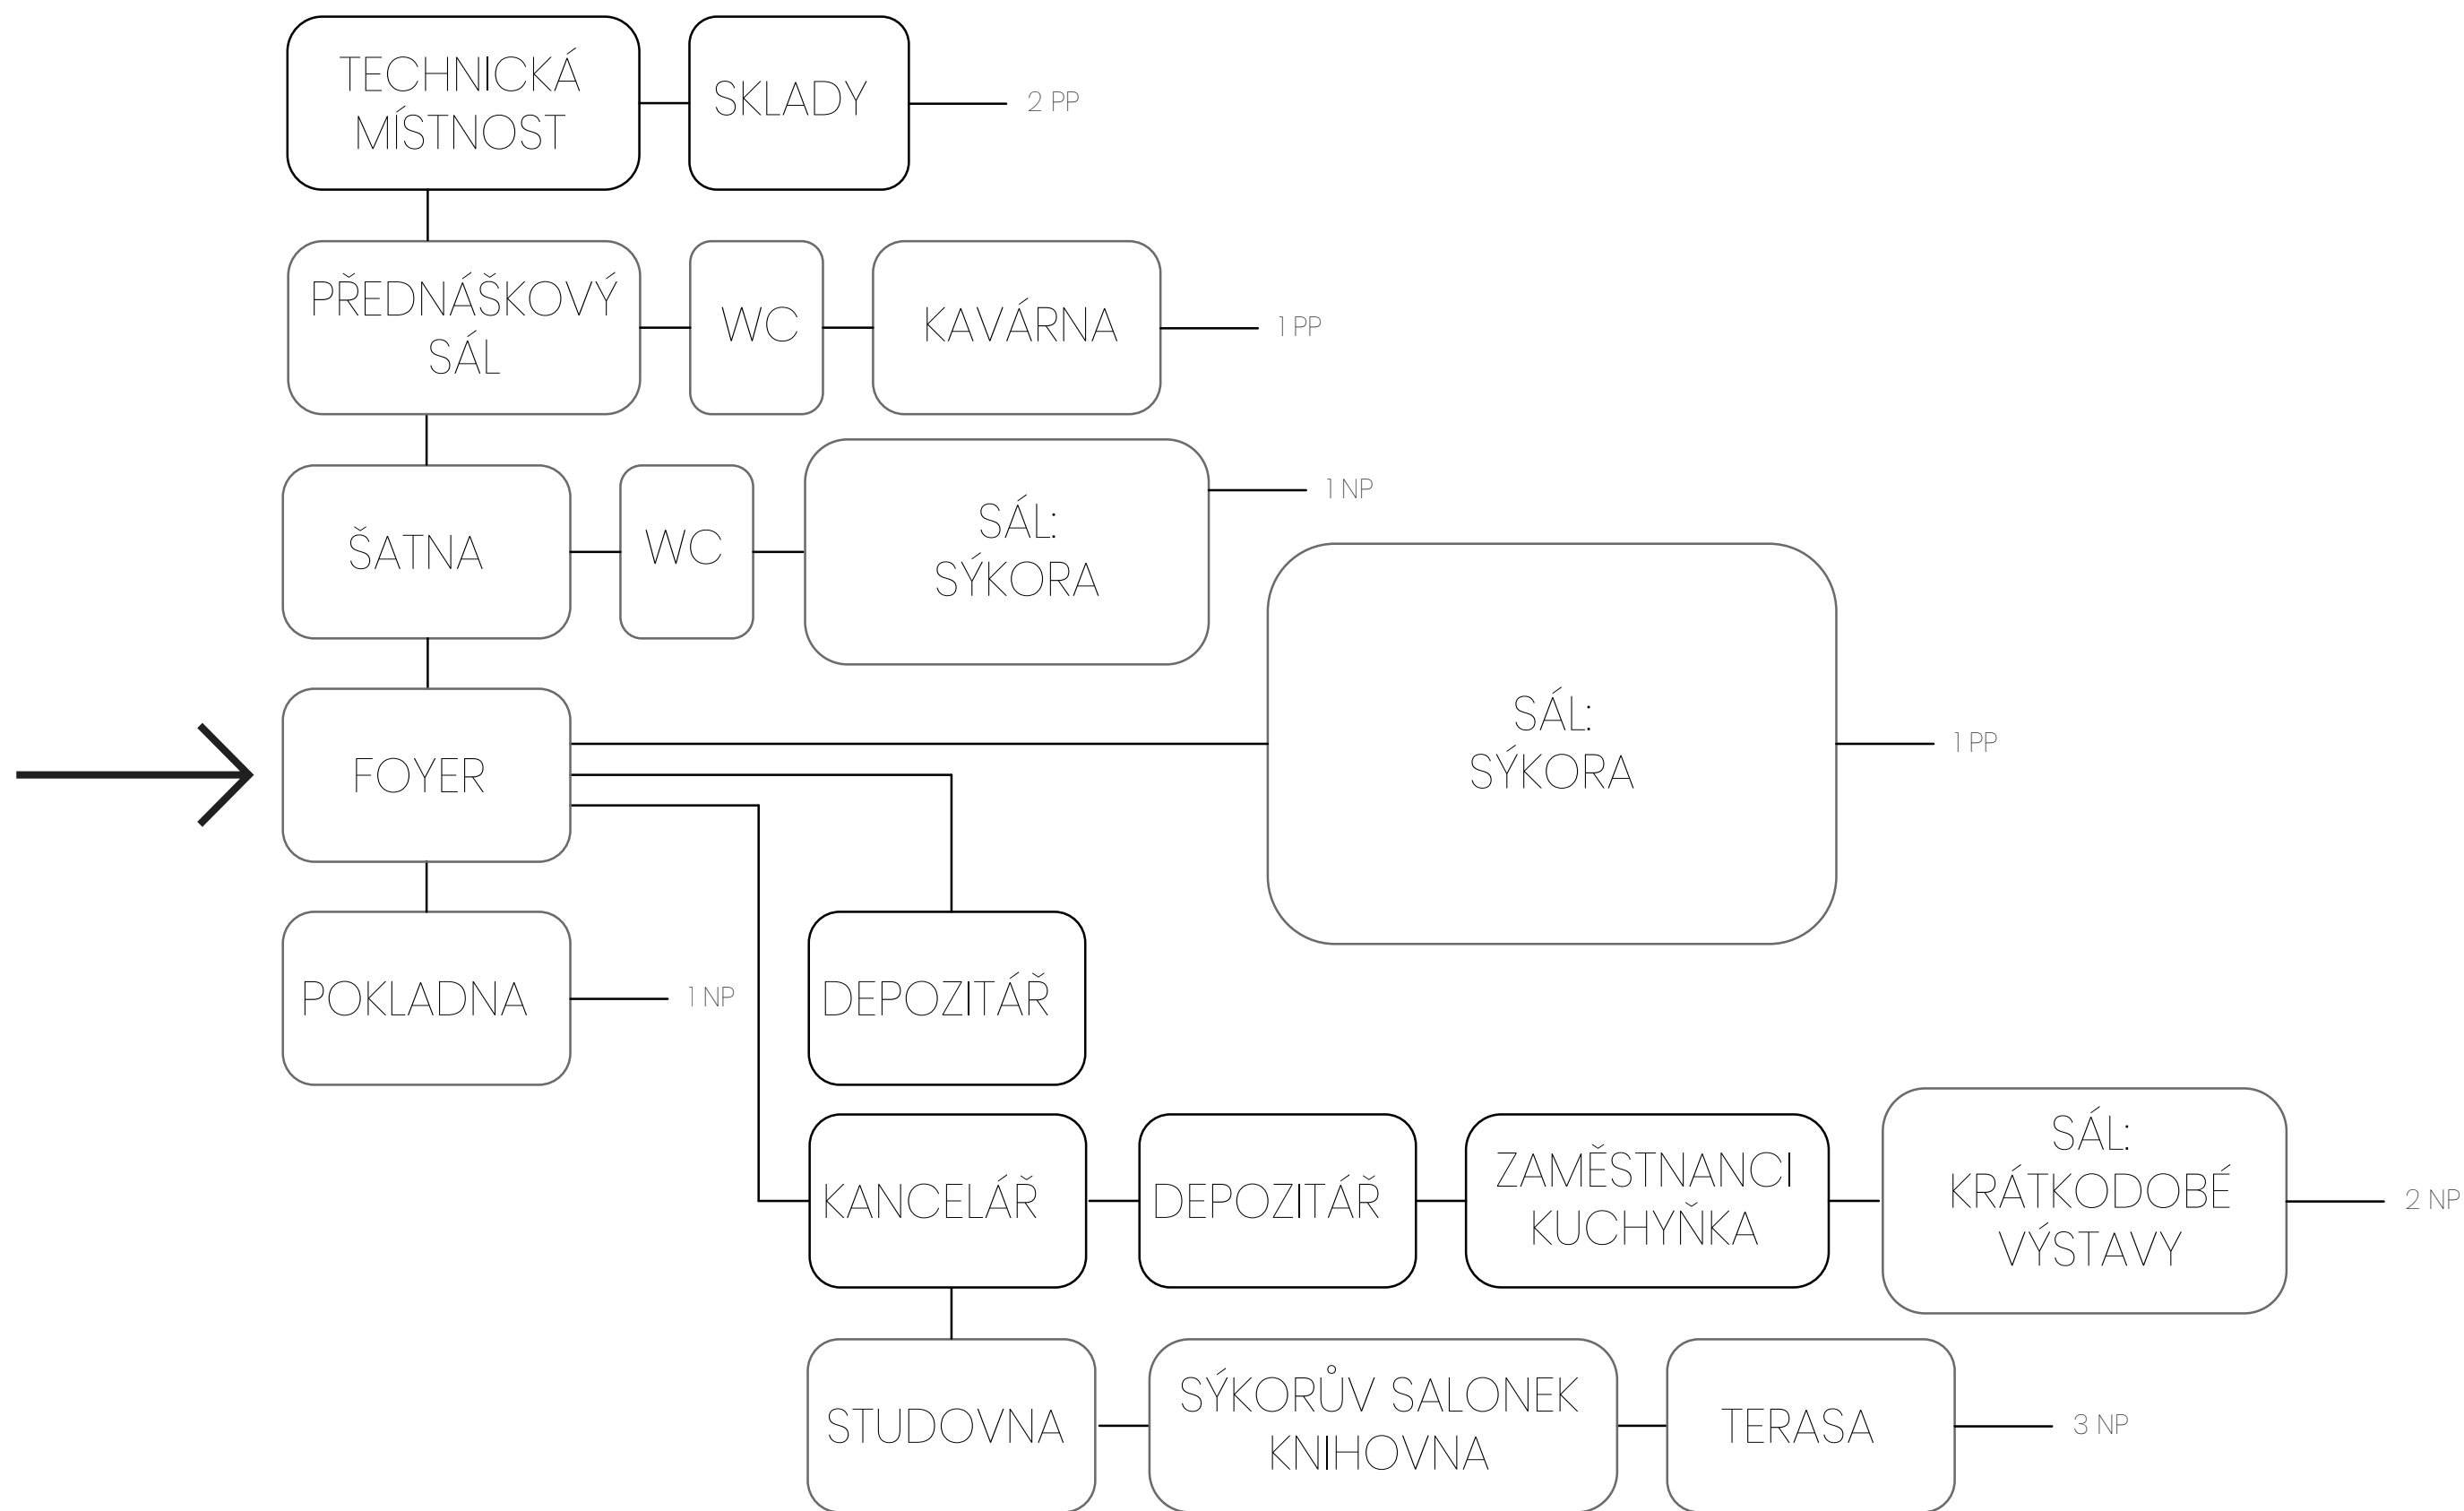 TECHNICKÁ
MÍSTNOST
SKLADY
2 PP
PŘEDNÁŠKOVÝ
SÁL
WC
KAVÁRNA
1 PP
ŠATNA
WC
SÁL:
SÝKORA
1 NP
FOYER
SÁL:
SÝKORA
1 PP
POKLADNA
1 NP
DEPOZITÁŘ
KANCELÁŘ
DEPOZITÁŘ
ZAMĚSTNANCI
KUCHYŇKA
SÁL:
KRÁTKODOBÉ
VÝSTAVY
2 NP
STUDOVNA
SÝKORŮV SALONEK
KNIHOVNA
TERASA
3 NP